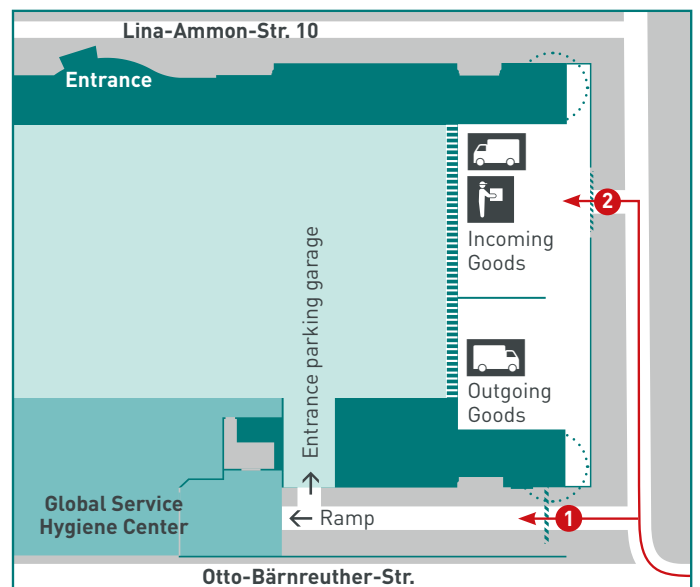 Lina-Ammon-Str. 10
Entrance
2
Incoming
Goods
Entrance parking garage
Outgoing
Goods
Global Service
Hygiene Center
Ramp
1
Otto-Bärnreuther-Str.